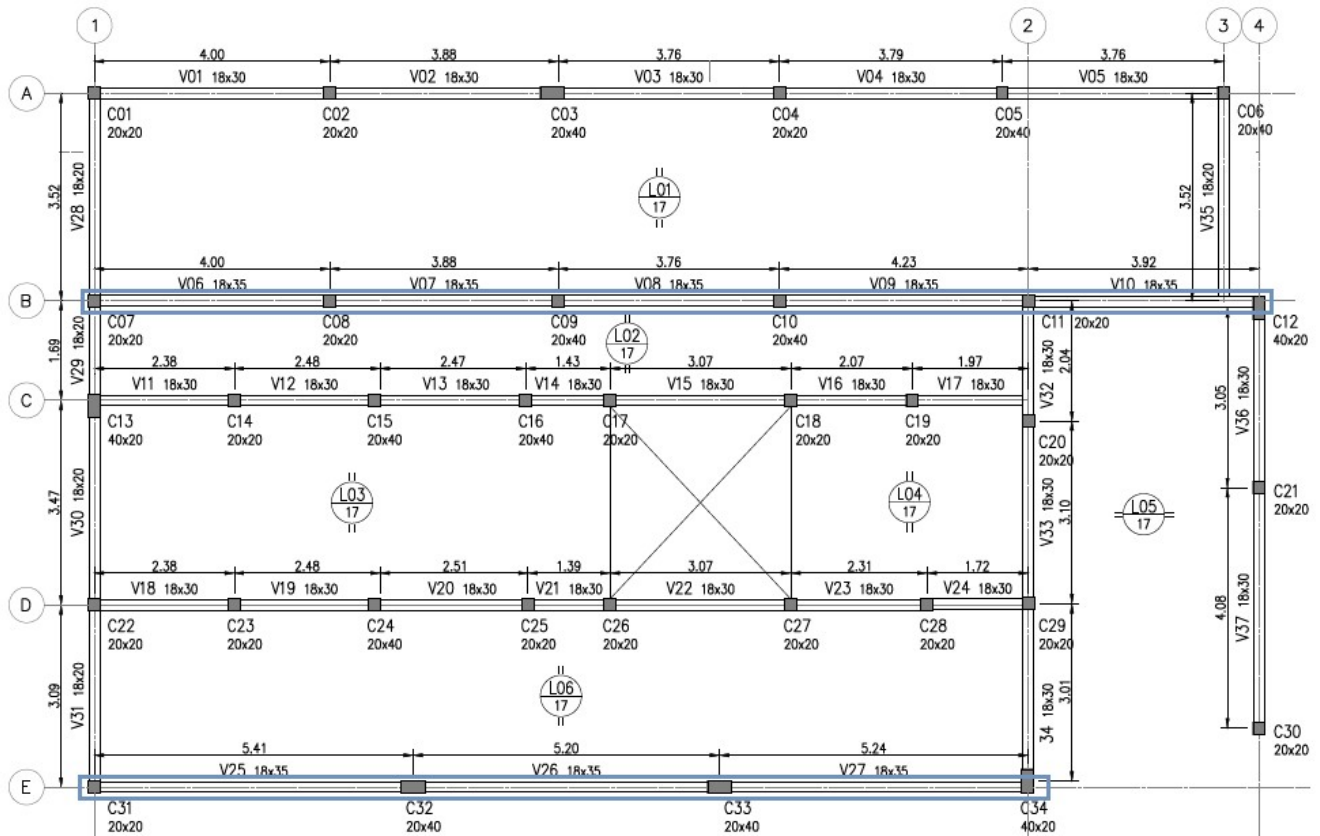 1 2 3 4
4.00 3.88 3.76 3.79 3.76
V01 18x30 V02 18x30 V03 18x30 V04 18x30 V05 18x30
A
C01 C02 C03 C04 C05 C06
20x20 20x20 20x40 20x20 20x40 20x40
3.52 V28 18x20
L01
17
3.52 V35 18x20
4.00 3.88 3.76 4.23 3.92
V06 18x35 V07 18x35 V08 18x35 V09 18x35 V10 18x35
B
C07 C08 C09 C10 C11 20x20 C12
20x20 20x20 20x40 20x40 40x20
1.69 V29 18x20
L02
17
V32 18x30 2.04
3.05 V36 18x30
2.38 2.48 2.47 1.43 3.07 2.07 1.97
V11 18x30 V12 18x30 V13 18x30 V14 18x30 V15 18x30 V16 18x30 V17 18x30
C
C13 C14 C15 C16 C17 C18 C19 C20
40x20 20x20 20x40 20x40 20x20 20x20 20x20 20x20
3.47 V30 18x20
L03
17
L04
17
V33 18x30 3.10
L05
17
C21
20x20
2.38 2.48 2.51 1.39 3.07 2.31 1.72
V18 18x30 V19 18x30 V20 18x30 V21 18x30 V22 18x30 V23 18x30 V24 18x30
D
C22 C23 C24 C25 C26 C27 C28 C29
20x20 20x20 20x40 20x20 20x20 20x20 20x20 20x20
4.08 V37 18x30
3.09 V31 18x20
L06
17
34 18x30 3.01
C30
20x20
5.41 5.20 5.24
V25 18x35 V26 18x35 V27 18x35
E
C31 C32 C33 C34
20x20 20x40 20x40 40x20